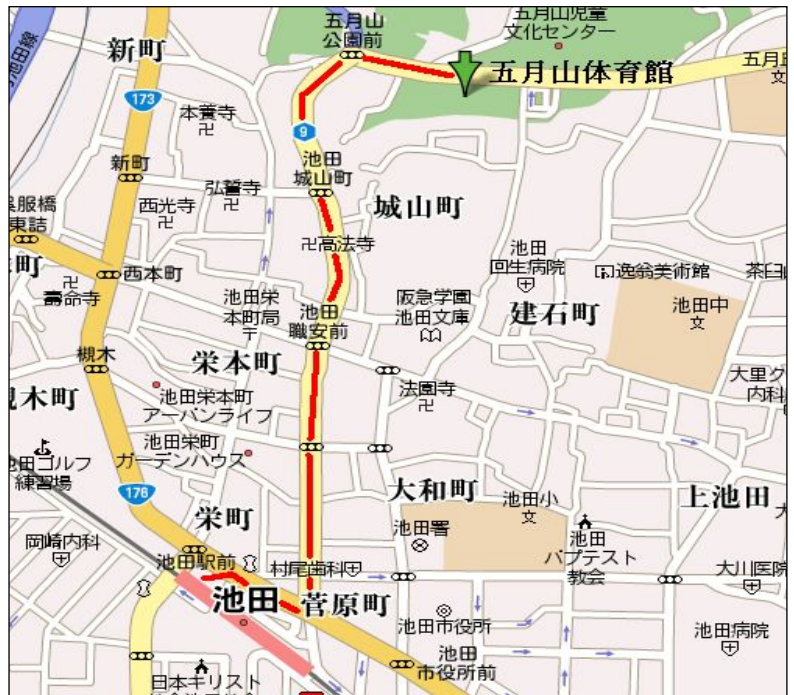 五月山
公園前
五月山児童
文化センター
新町
五月山体育館
173
本養寺
9
池田
城山町
新町
弘誓寺
西光寺
城山町
東詰
高法寺
池田
回生病院
逸翁美術館
西本町
壽命寺
池田栄
本町局
池田
職安前
阪急学園
池田文庫
建石町
池田中
文
槻木
栄本町
法園寺
池田栄本町
アーバンライフ
内科
池田栄町
ガーデンハウス
練習場
176
大和町
池田小
文
上池田
栄町
池田署
池田
バプテスト
教会
岡崎内科
池田駅前
村尾歯科
大川医院
池田
菅原町
池田市役所
池田病院
池田
市役所前
日本キリスト